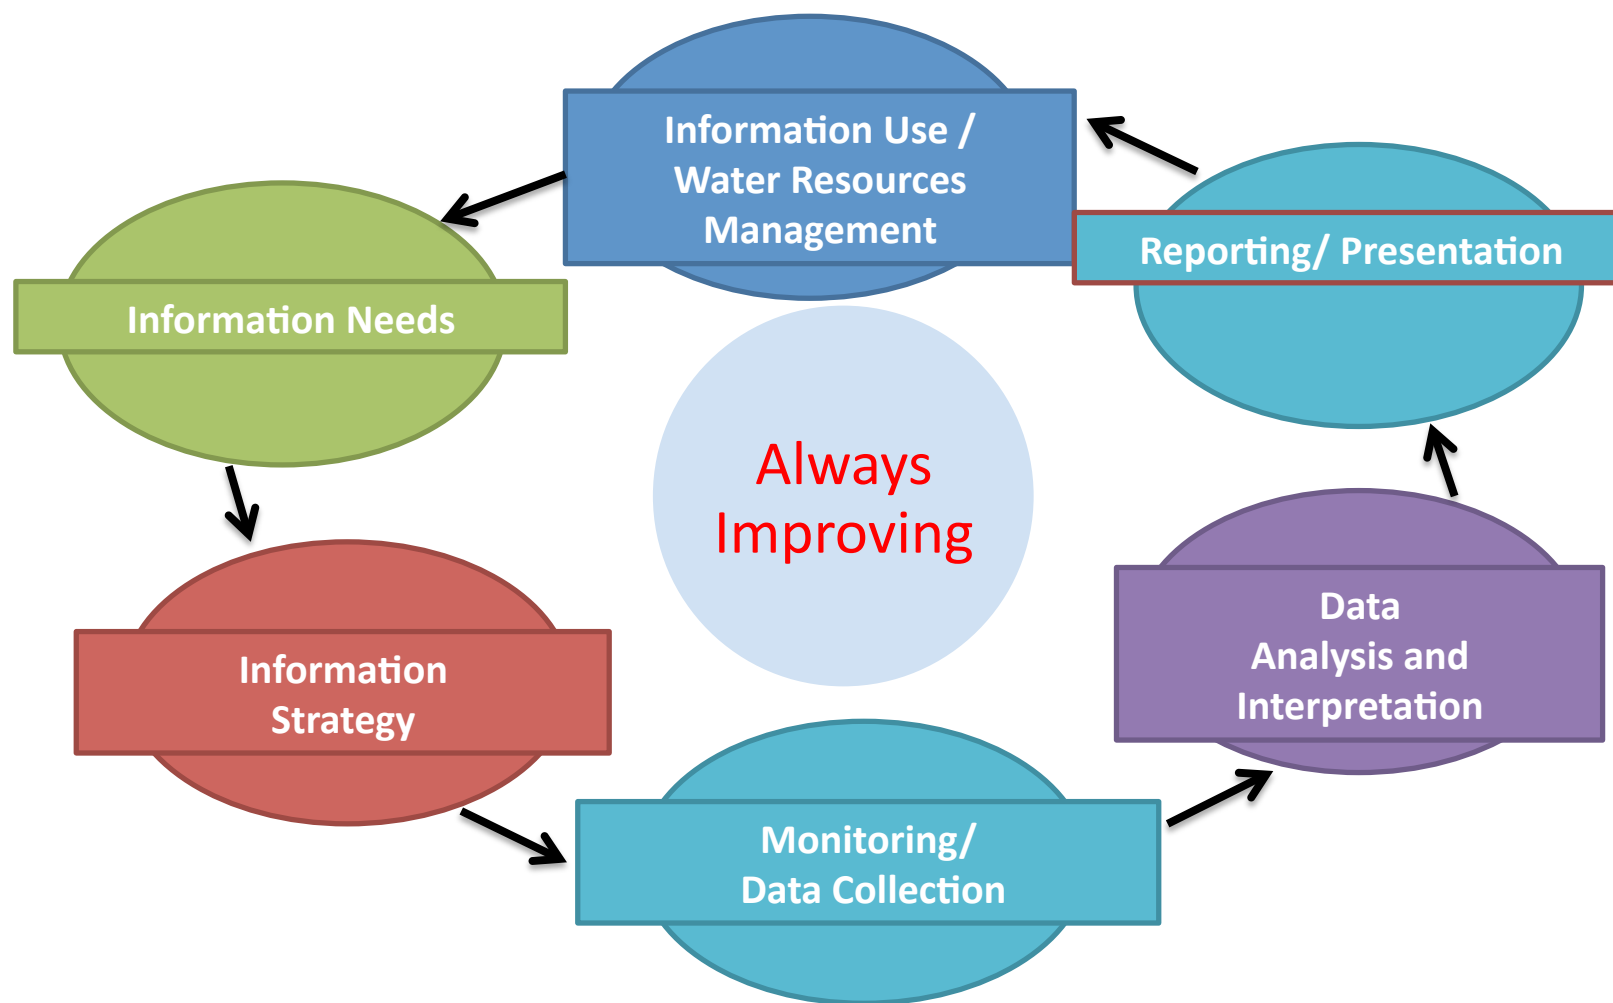 Information Use /
Water Resources
Management
Reporting/ Presentation
Information Needs
Always
Improving
Data
Analysis and
Interpretation
Information
Strategy
Monitoring/
Data Collection